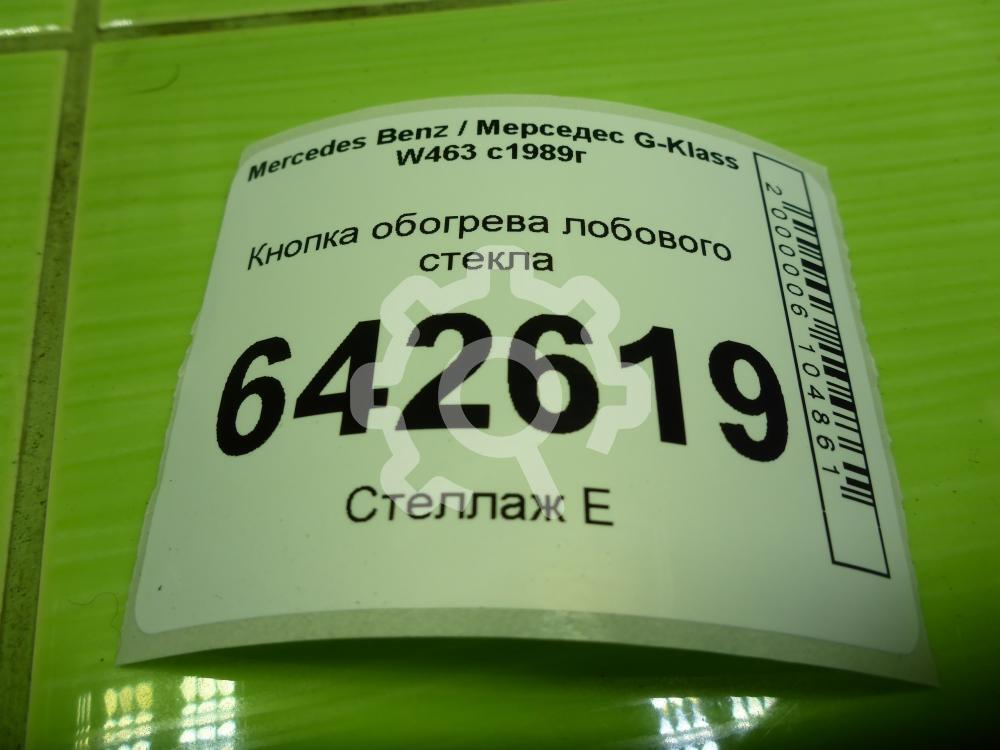 Mercedes Benz / Мерседес G-Klass
W463 с1989г
Кнопка обогрева лобового
стекла
642619
Стеллаж Е
2000006104861